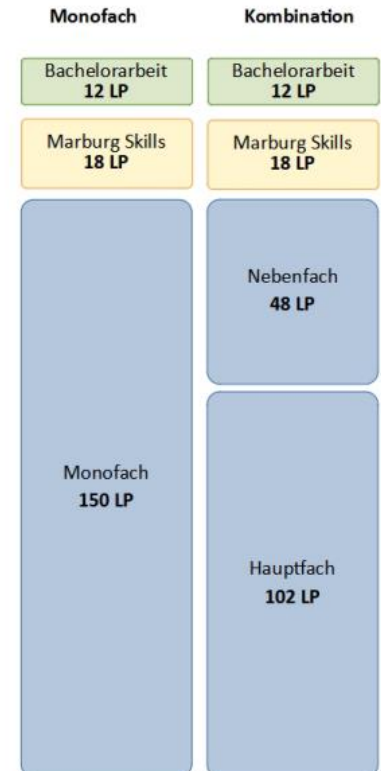 Monofach
Bachelorarbeit
12 LP
Marburg Skills
18 LP
Monofach
150 LP
Kombination
Bachelorarbeit
12 LP
Marburg Skills
18 LP
Nebenfach
48 LP
Hauptfach
102 LP